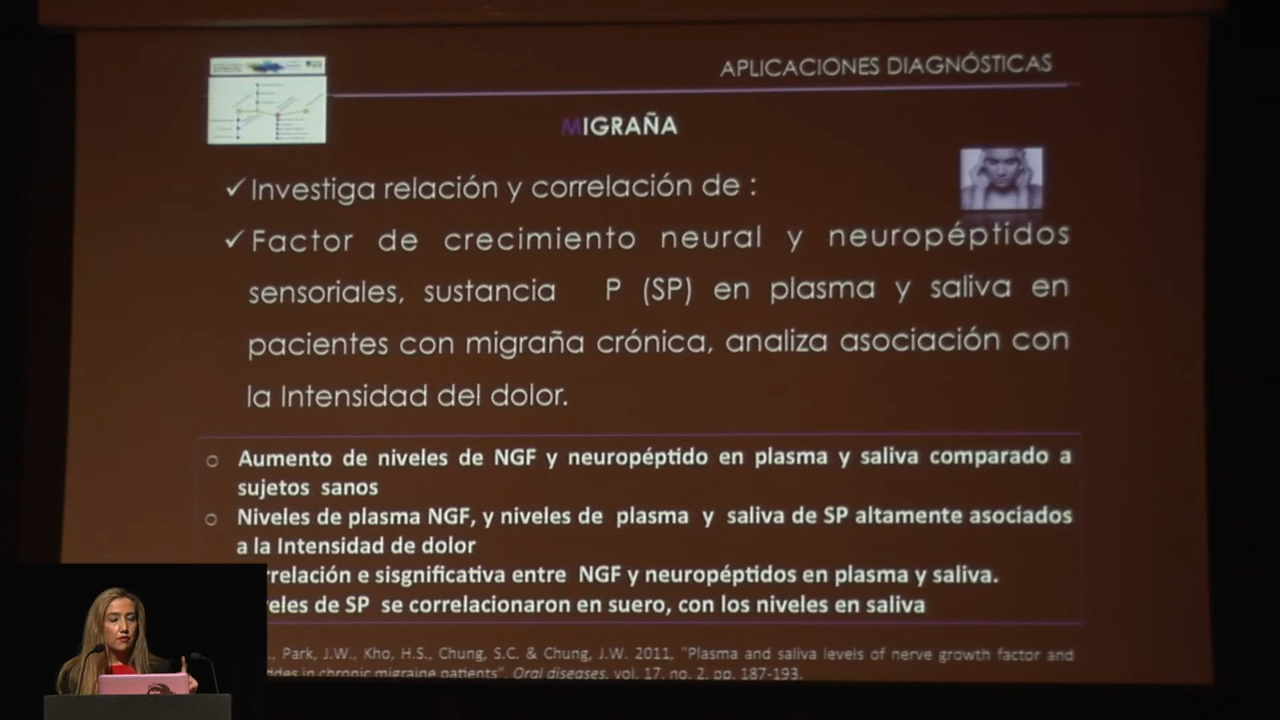 APLICACIONES DIAGNÓSTICAS
MIGRAÑA
✓ Investiga relación y correlación de :
✓ Factor de crecimiento neural y neuropéptidos
sensoriales, sustancia P (SP) en plasma y saliva en
pacientes con migraña crónica, analiza asociación con
la Intensidad del dolor.
○ Aumento de niveles de NGF y neuropéptido en plasma y saliva comparado a
sujetos sanos
○ Niveles de plasma NGF, y niveles de plasma y saliva de SP altamente asociados
a la Intensidad de dolor
rrelación e sisgnificativa entre NGF y neuropéptidos en plasma y saliva.
veles de SP se correlacionaron en suero, con los niveles en saliva
., Park, J.W., Kho, H.S., Chung, S.C. & Chung, J.W. 2011, "Plasma and saliva levels of nerve growth factor and
ides in chronic migraine patients", Oral diseases, vol. 17, no. 2, pp. 187-193.